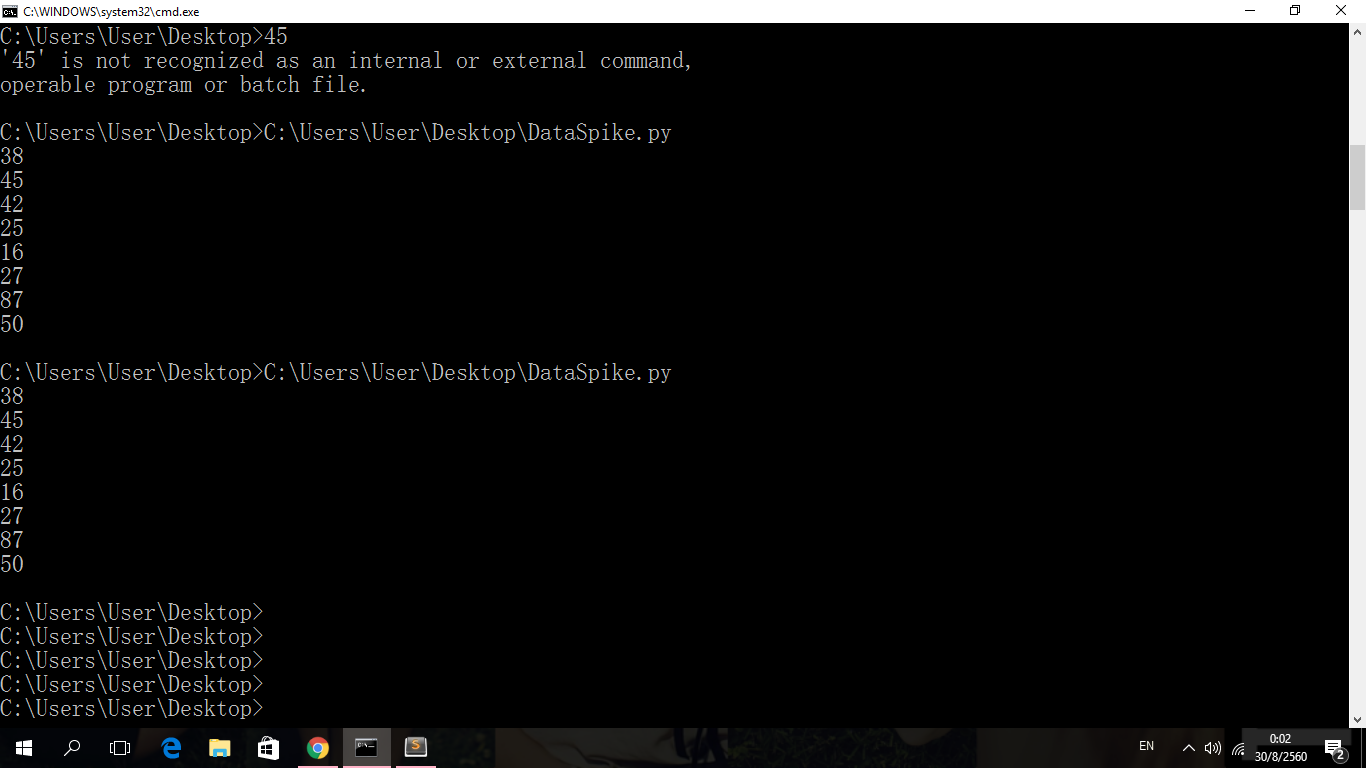 C:\WINDOWS\system32\cmd.exe
C:\Users\User\Desktop>45
'45' is not recognized as an internal or external command,
operable program or batch file.
C:\Users\User\Desktop>C:\Users\User\Desktop\DataSpike.py
38
45
42
25
16
27
87
50
C:\Users\User\Desktop>C:\Users\User\Desktop\DataSpike.py
38
45
42
25
16
27
87
50
C:\Users\User\Desktop>
C:\Users\User\Desktop>
C:\Users\User\Desktop>
C:\Users\User\Desktop>
C:\Users\User\Desktop>
EN
0:02
30/8/2560
2